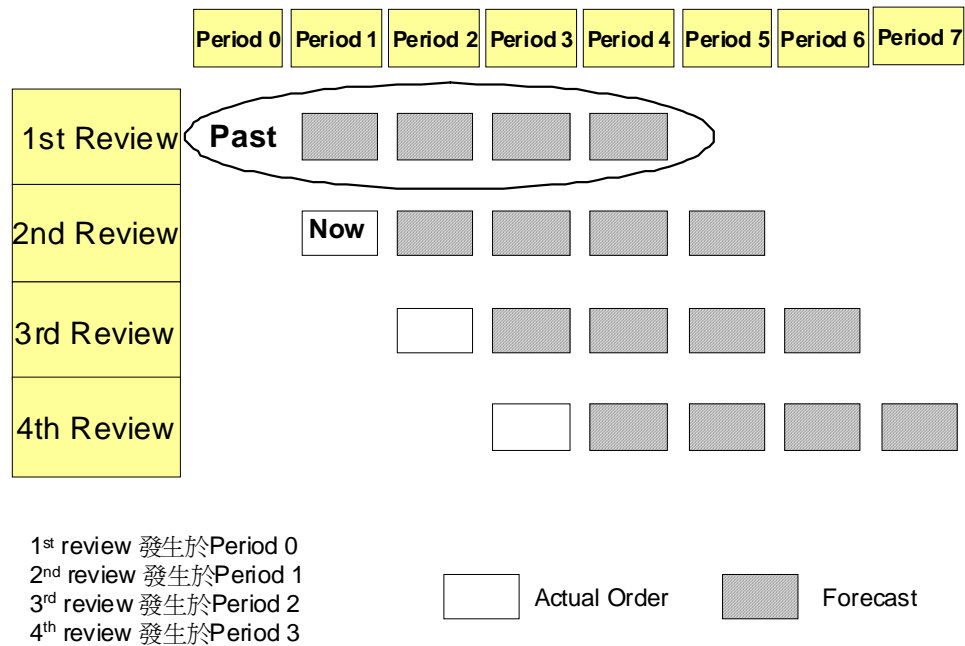 Period 0 Period 1 Period 2 Period 3 Period 4 Period 5 Period 6 Period 7
1st Review Past
2nd Review Now
3rd Review
4th Review
1st review 發生於Period 0
2nd review 發生於Period 1
3rd review 發生於Period 2
4th review 發生於Period 3
Actual Order Forecast